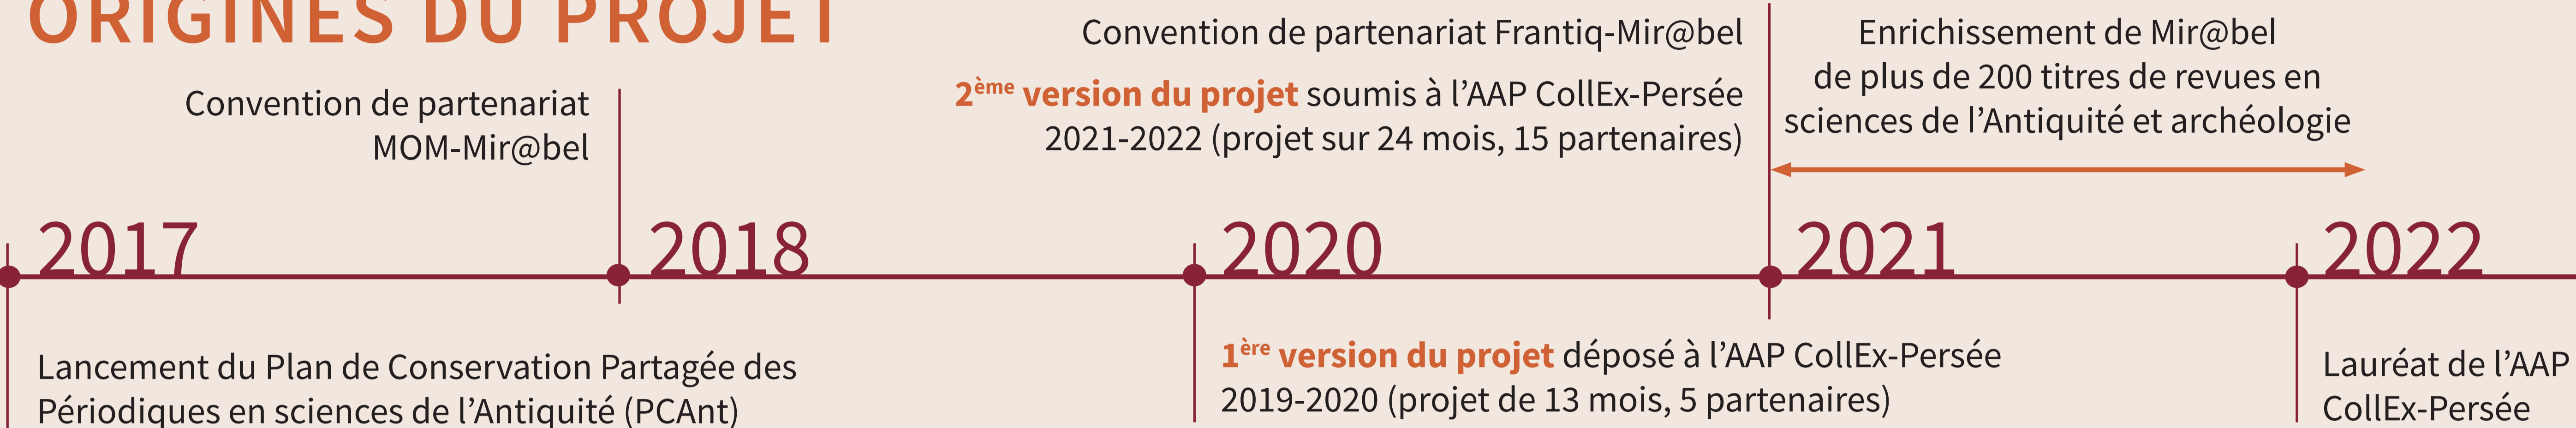 ORIGINES DU PROJET
Convention de partenariat
MOM-Mir@bel
Convention de partenariat Frantiq-Mir@bel
2ème version du projet soumis à l’AAP CollEx-Persée
2021-2022 (projet sur 24 mois, 15 partenaires)
Enrichissement de Mir@bel
de plus de 200 titres de revues en
sciences de l’Antiquité et archéologie
2017
2018
2020
2021
2022
Lancement du Plan de Conservation Partagée des
Périodiques en sciences de l’Antiquité (PCAnt)
1ère version du projet déposé à l’AAP CollEx-Persée
2019-2020 (projet de 13 mois, 5 partenaires)
Lauréat de l’AAP
CollEx-Persée